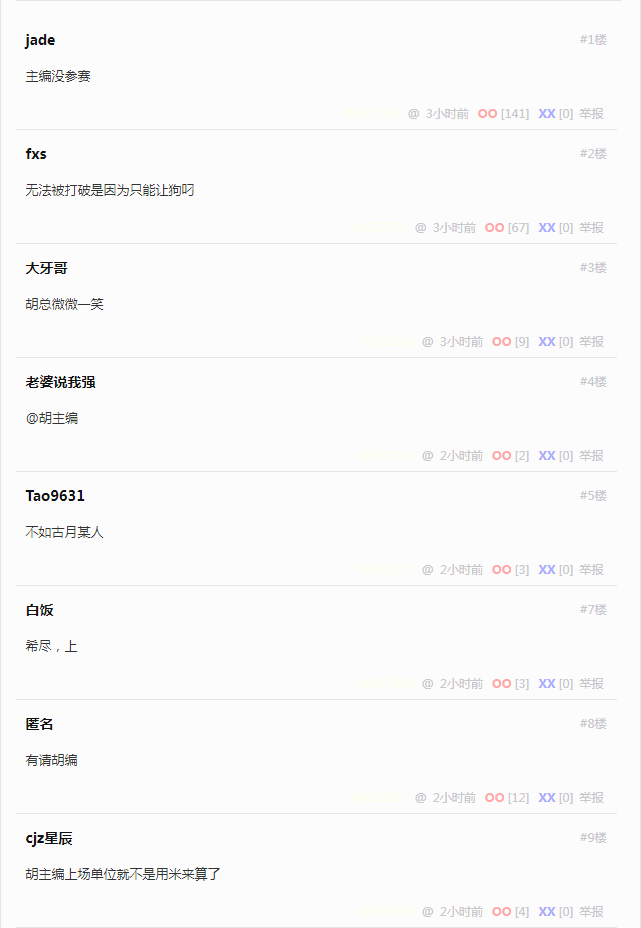 jade #1楼
主编没参赛
@ 3小时前 OO [141] XX [0] 举报
fxs #2楼
无法被打破是因为只能让狗叼
@ 3小时前 OO [67] XX [0] 举报
大牙哥 #3楼
胡总微微一笑
@ 3小时前 OO [9] XX [0] 举报
老婆说我强 #4楼
@胡主编
@ 2小时前 OO [2] XX [0] 举报
Tao9631 #5楼
不如古月某人
@ 2小时前 OO [3] XX [0] 举报
白饭 #7楼
希尽，上
@ 2小时前 OO [3] XX [0] 举报
匿名 #8楼
有请胡编
@ 2小时前 OO [12] XX [0] 举报
cjz星辰 #9楼
胡主编上场单位就不是用米来算了
@ 2小时前 OO [4] XX [0] 举报